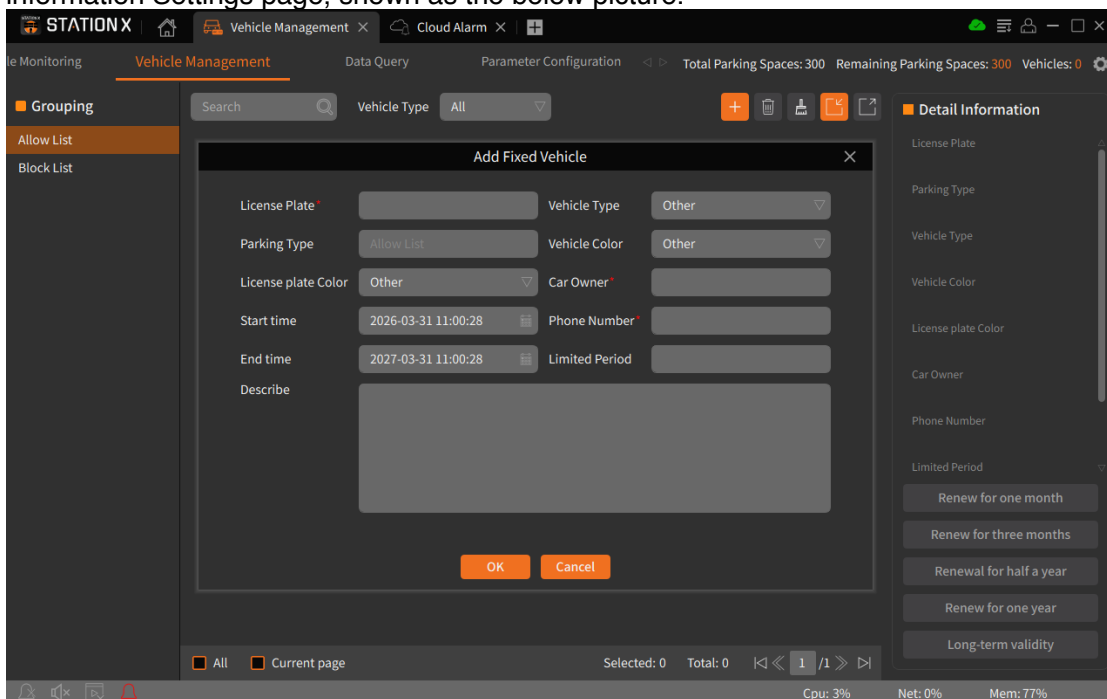 information Settings page, shown as the below picture.
STATION X Vehicle Management Cloud Alarm
le Monitoring Vehicle Management Data Query Parameter Configuration Total Parking Spaces: 300 Remaining Parking Spaces: 300 Vehicles: 0
Grouping
Allow List
Block List
Search Vehicle Type All
Add Fixed Vehicle
License Plate* Vehicle Type Other
Parking Type Allow List Vehicle Color Other
License plate Color Other Car Owner*
Start time 2026-03-31 11:00:28 Phone Number*
End time 2027-03-31 11:00:28 Limited Period
Describe
OK Cancel
All Current page Selected: 0 Total: 0 1 /1
Detail Information
License Plate
Parking Type
Vehicle Type
Vehicle Color
License plate Color
Car Owner
Phone Number
Limited Period
Renew for one month
Renew for three months
Renewal for half a year
Renew for one year
Long-term validity
Cpu: 3% Net: 0% Mem: 77%